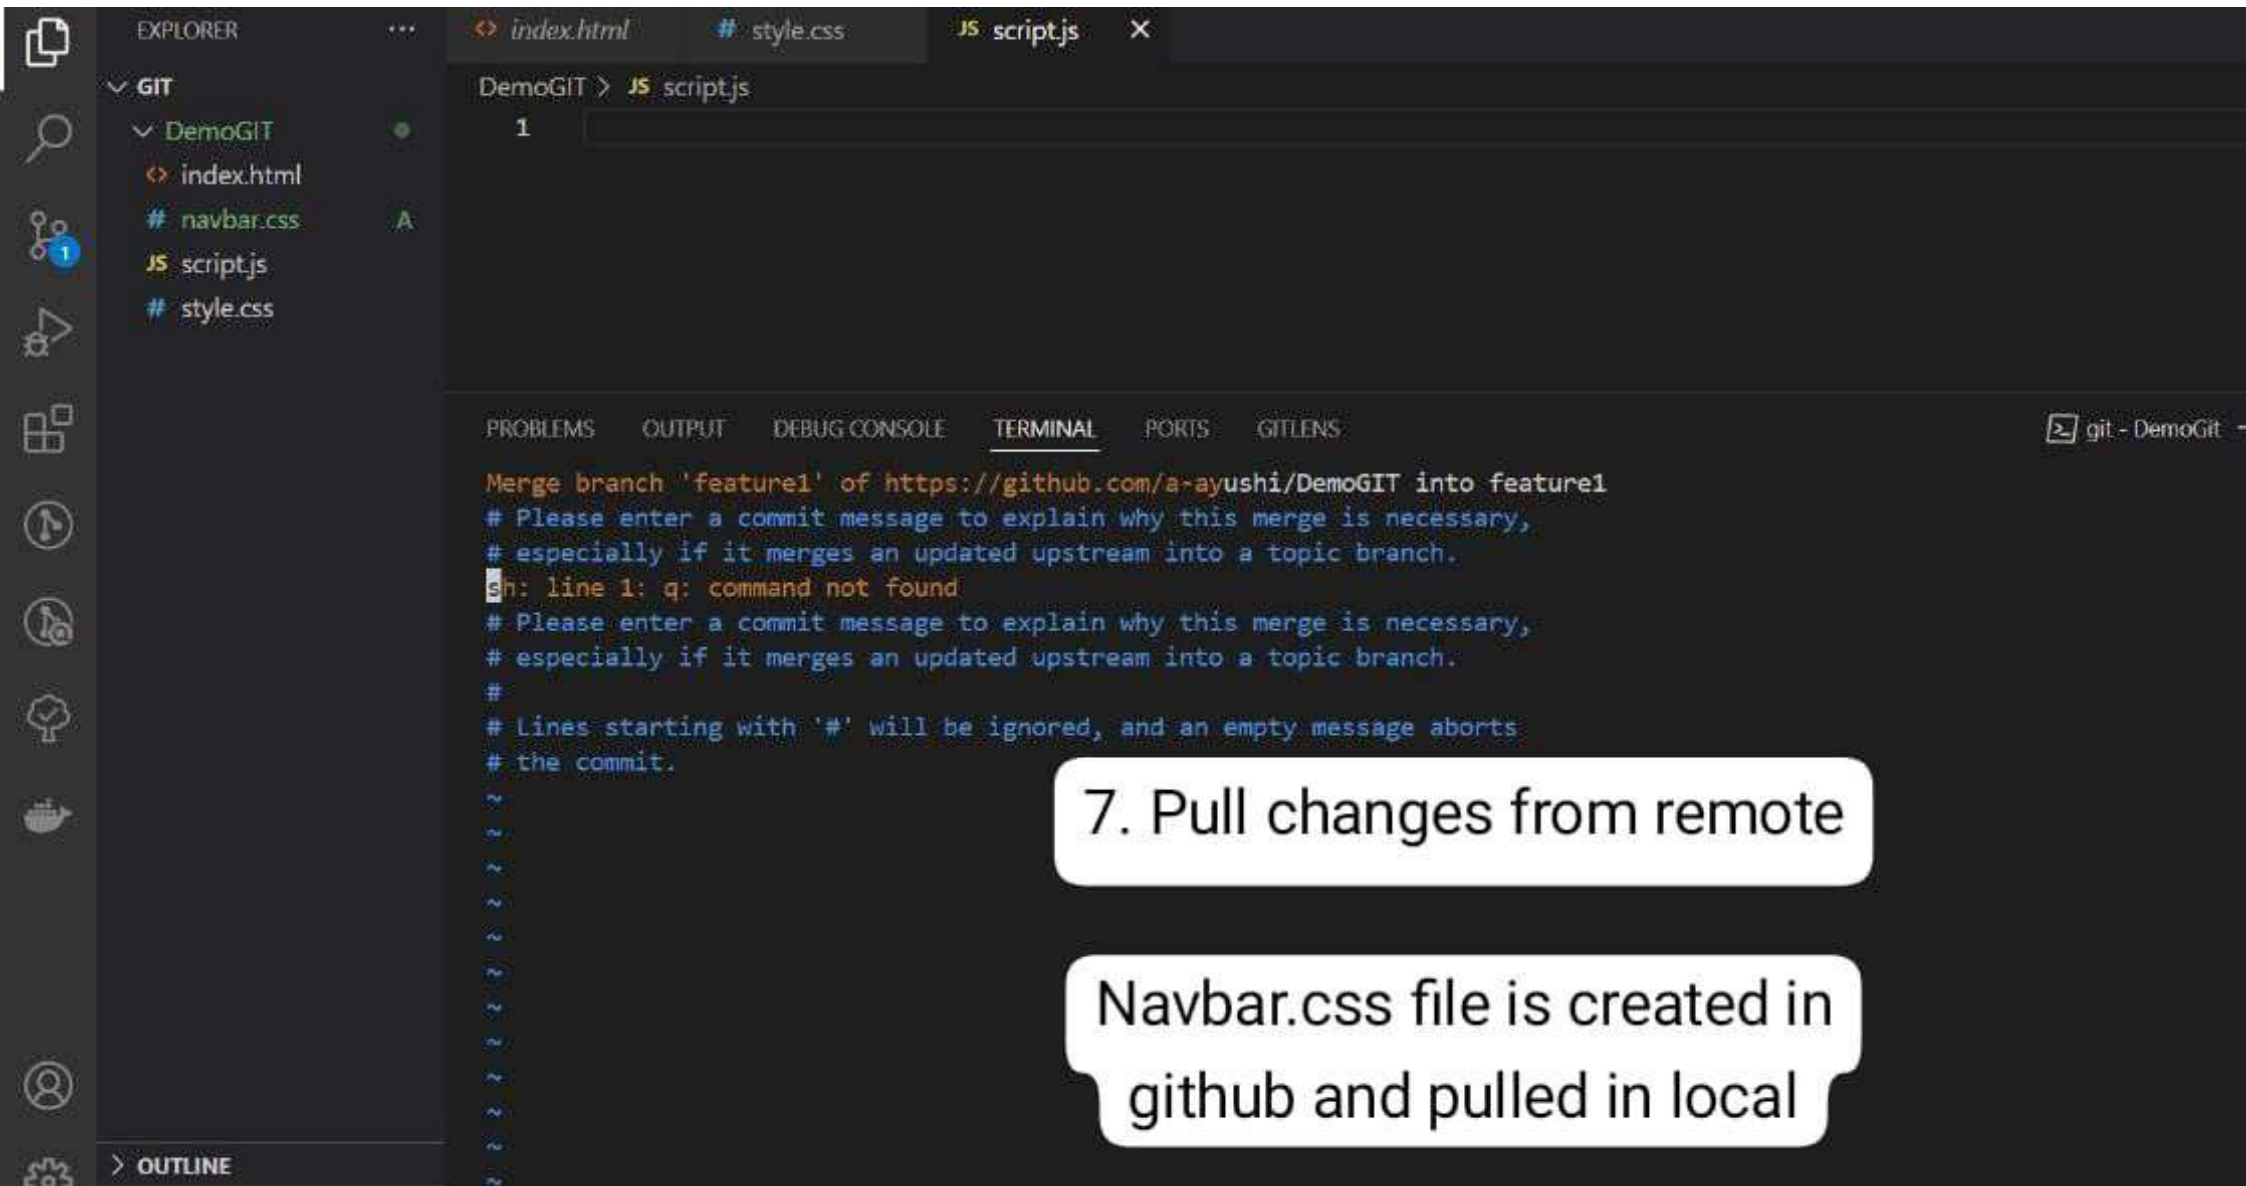 EXPLORER ···
GIT
DemoGIT
<> index.html
# navbar.css A
JS script.js
# style.css
1
OUTLINE
<> index.html # style.css JS script.js ×
DemoGIT > JS script.js
1
PROBLEMS OUTPUT DEBUG CONSOLE TERMINAL PORTS GITLENS git - DemoGit
Merge branch 'feature1' of https://github.com/a-ayushi/DemoGIT into feature1
# Please enter a commit message to explain why this merge is necessary,
# especially if it merges an updated upstream into a topic branch.
sh: line 1: q: command not found
# Please enter a commit message to explain why this merge is necessary,
# especially if it merges an updated upstream into a topic branch.
#
# Lines starting with '#' will be ignored, and an empty message aborts
# the commit.
~
~
~
~
~
~
~
~
~
~
~
~
7. Pull changes from remote
Navbar.css file is created in
github and pulled in local